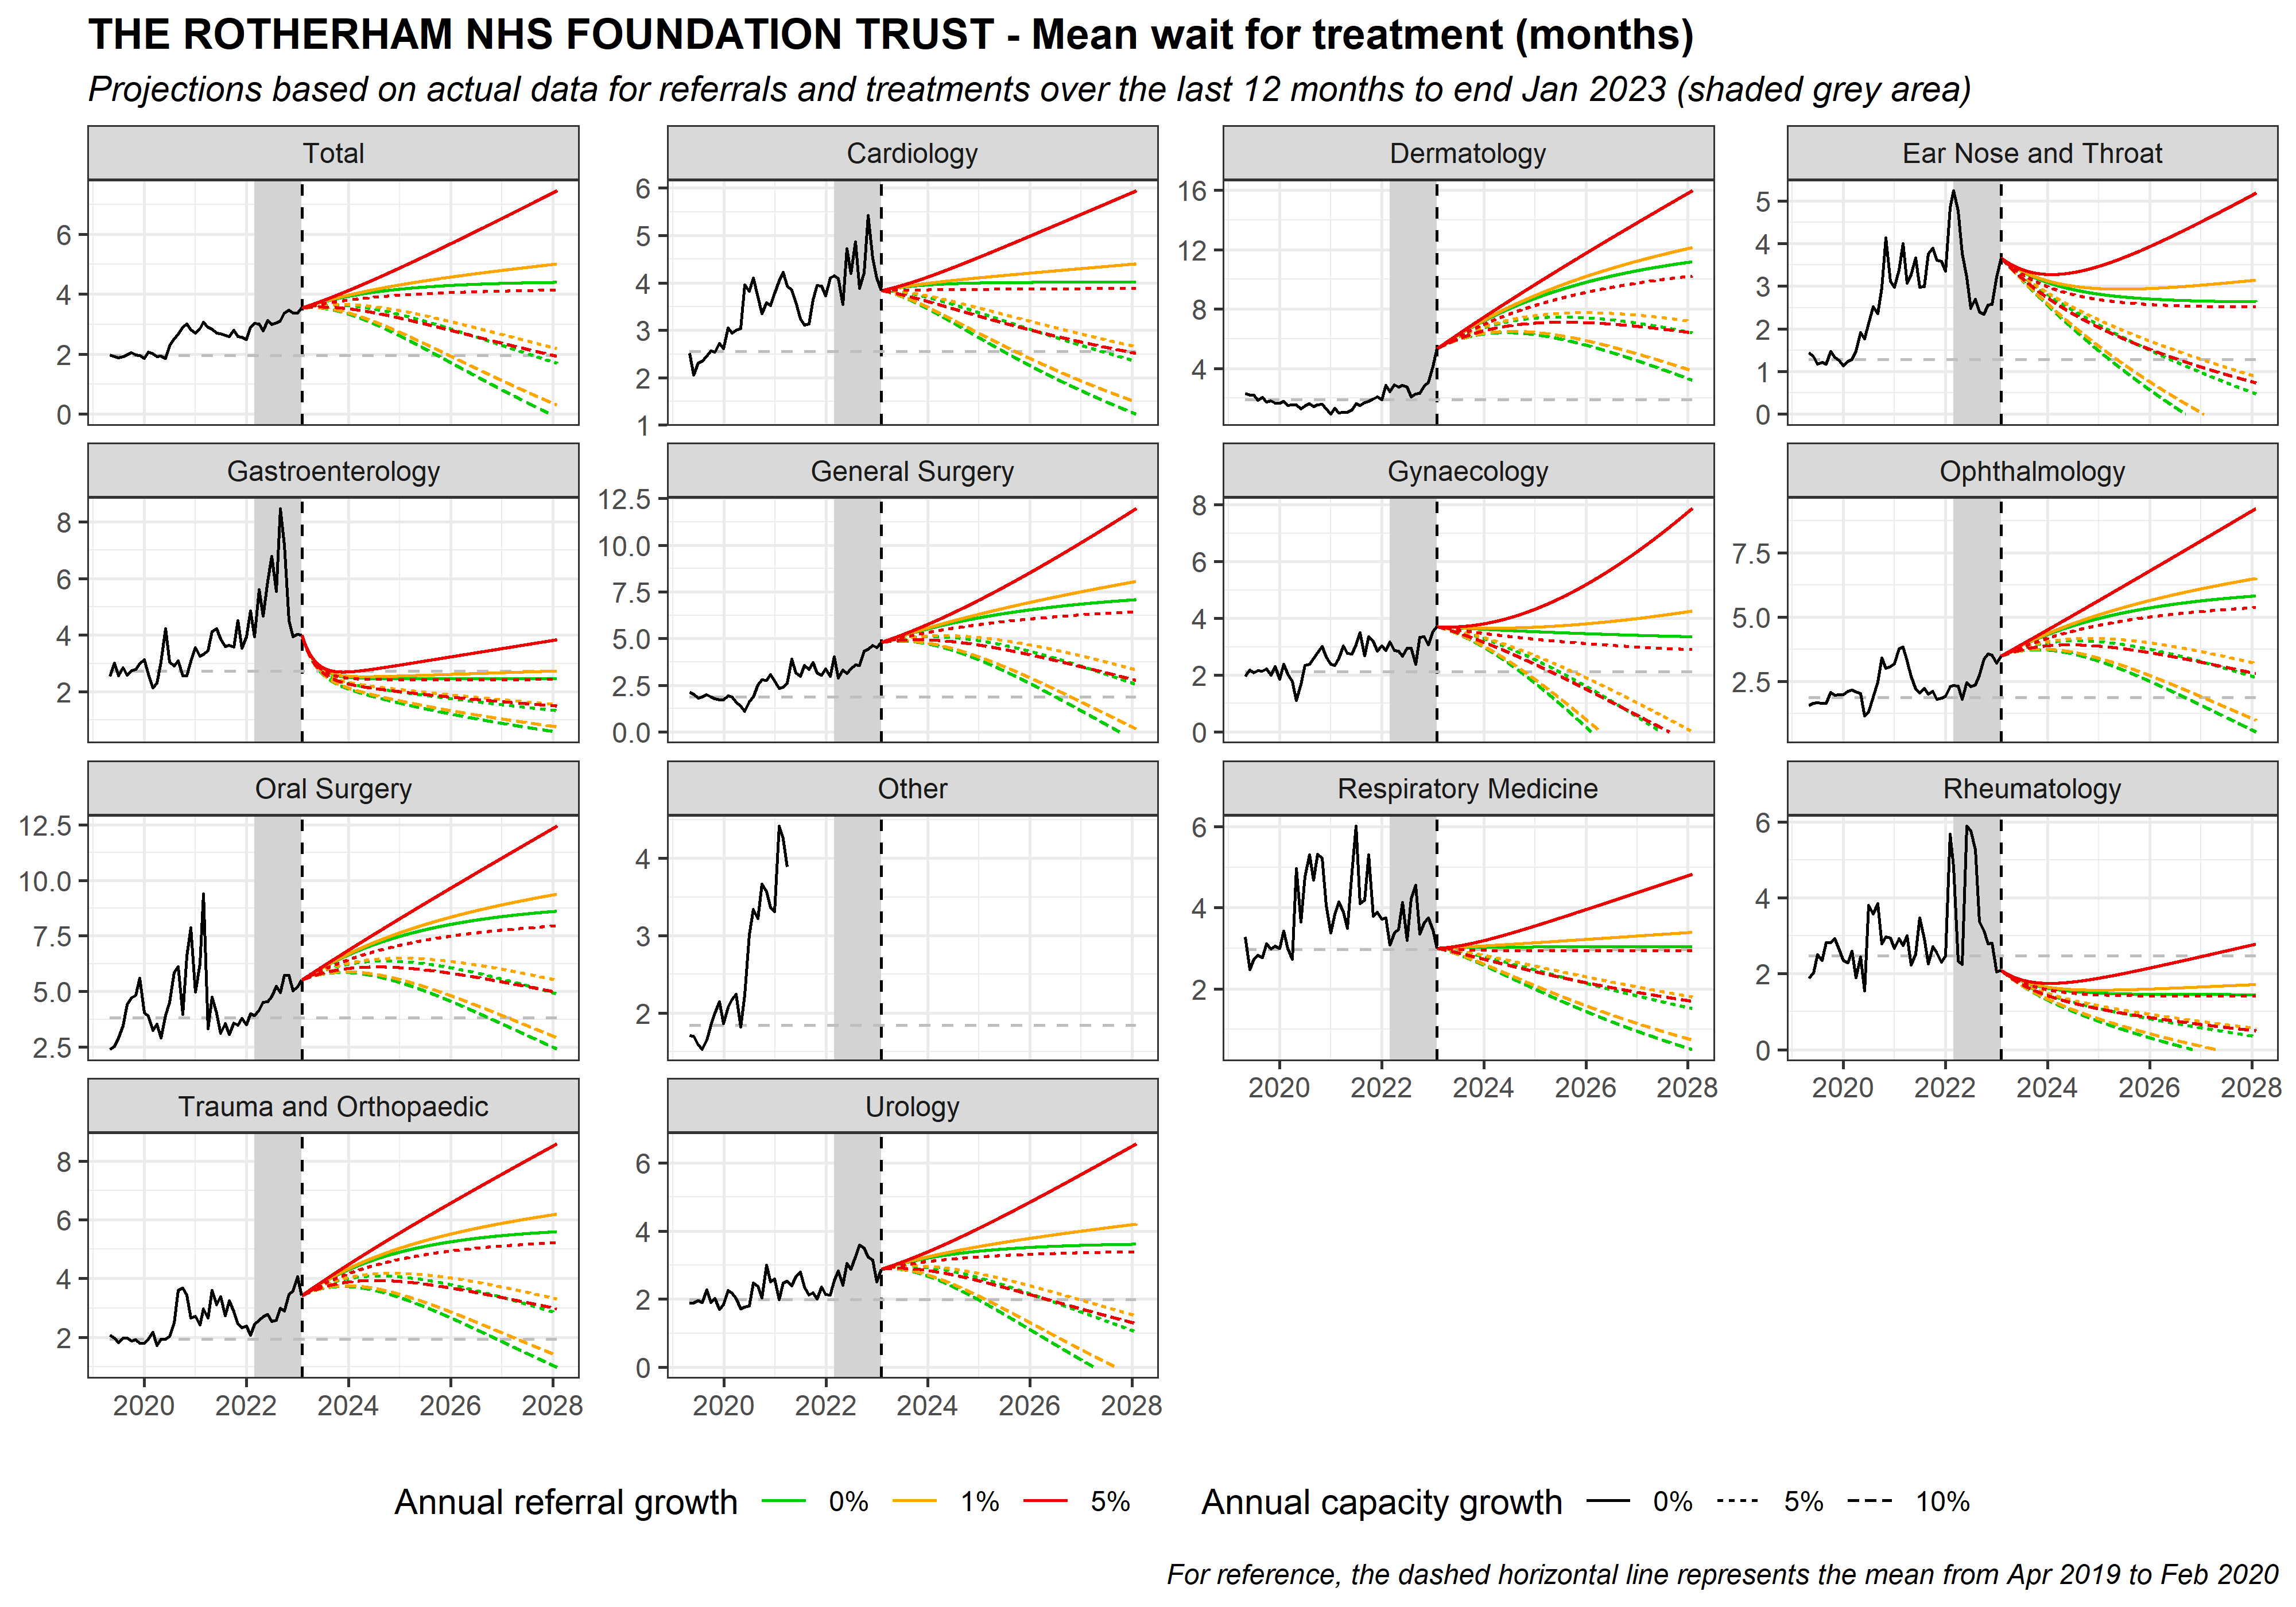 THE ROTHERHAM NHS FOUNDATION TRUST - Mean wait for treatment (months)
Projections based on actual data for referrals and treatments over the last 12 months to end Jan 2023 (shaded grey area)
Total
Cardiology
Dermatology
Ear Nose and Throat
6
4
2
0
6
5
4
3
2
1
16
12
8
4
5
4
3
2
1
0
Gastroenterology
General Surgery
Gynaecology
Ophthalmology
8
6
4
2
12.5
10.0
7.5
5.0
2.5
0.0
8
6
4
2
0
7.5
5.0
2.5
Oral Surgery
Other
Respiratory Medicine
Rheumatology
12.5
10.0
7.5
5.0
2.5
4
3
2
6
4
2
6
4
2
0
2020 2022 2024 2026 2028
2020 2022 2024 2026 2028
Trauma and Orthopaedic
Urology
8
6
4
2
6
4
2
0
2020 2022 2024 2026 2028
2020 2022 2024 2026 2028
Annual referral growth 0% 1% 5%
Annual capacity growth 0% 5% 10%
For reference, the dashed horizontal line represents the mean from Apr 2019 to Feb 2020